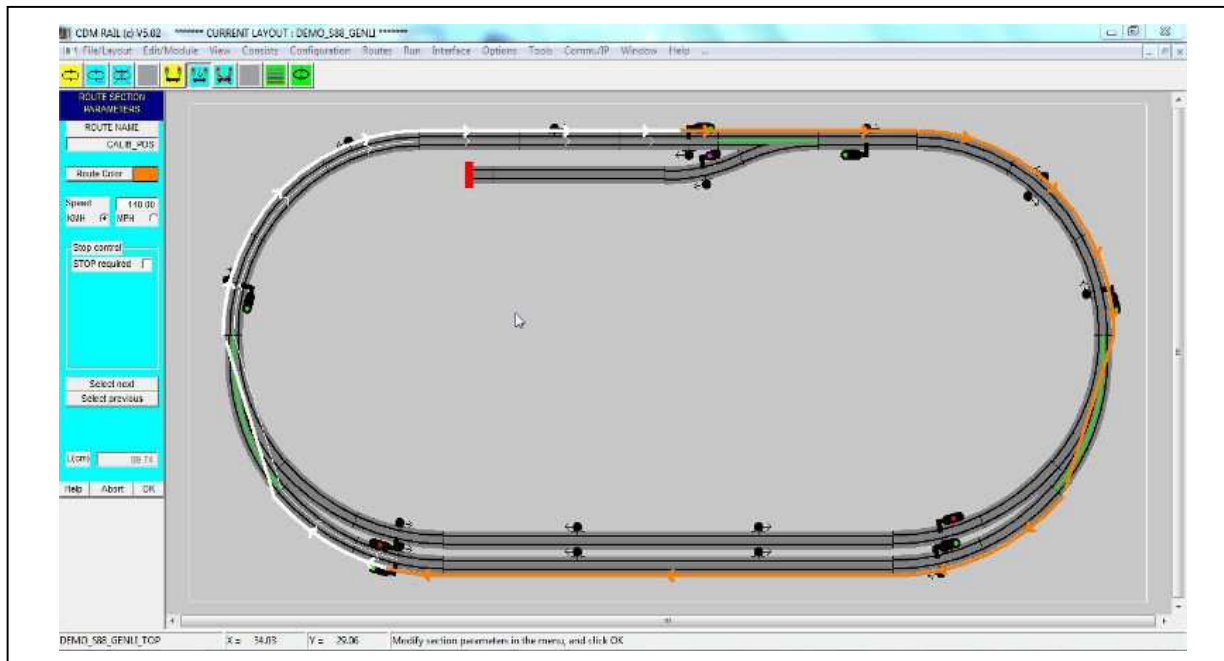 CDM RAIL (c) V5.02 ****** CURRENT LAYOUT : DEMO_S88_GENLI *******
File/Layout Edit/Module View Consists Configuration Routes Run Interface Options Tools Comms/IP Window Help ...
ROUTE SECTION
PARAMETERS
ROUTE NAME
CALIB_POS
Route Color
Speed 140.00
KMH MPH
Stop control
STOP required
Select next
Select previous
L(cm)
Help Abort OK
DEMO_S88_GENLI_TOP X = 34.03 Y = 29.06 Modify section parameters in the menu, and click OK